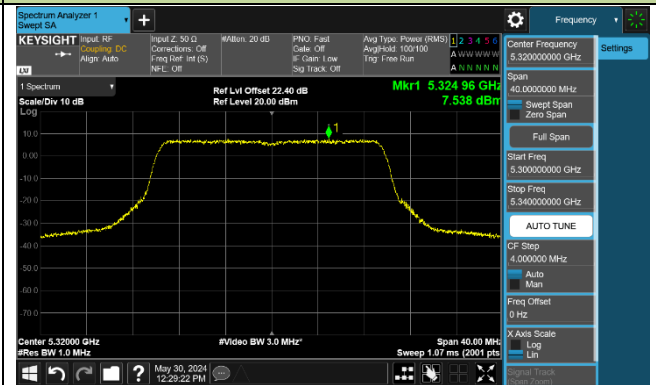 Spectrum Analyzer 1
Swept SA
+
Frequency
KEYSIGHT
Input: RF
Coupling: DC
Align: Auto
Input Z: 50 Ω
Corrections: Off
Freq Ref: Int (S)
NFE: Off
#Atten: 20 dB
PNO: Fast
Gate: Off
IF Gain: Low
Sig Track: Off
Avg Type: Power (RMS)
Avg|Hold: 100/100
Trig: Free Run
1 2 3 4 5 6
A W W W W W
A N N N N N
LXI
1 Spectrum
Scale/Div 10 dB
Log
Ref Lvl Offset 22.40 dB
Ref Level 20.00 dBm
Mkr1 5.324 96 GHz
7.538 dBm
1
10.0
0.00
-10.0
-20.0
-30.0
-40.0
-50.0
-60.0
-70.0
Center 5.32000 GHz
#Res BW 1.0 MHz
#Video BW 3.0 MHz*
Span 40.00 MHz
Sweep 1.07 ms (2001 pts
May 30, 2024
12:29:22 PM
Center Frequency
5.320000000 GHz
Settings
Span
40.0000000 MHz
Swept Span
Zero Span
Full Span
Start Freq
5.300000000 GHz
Stop Freq
5.340000000 GHz
AUTO TUNE
CF Step
4.000000 MHz
Auto
Man
Freq Offset
0 Hz
X Axis Scale
Log
Lin
Signal Track
(Span Zoom)